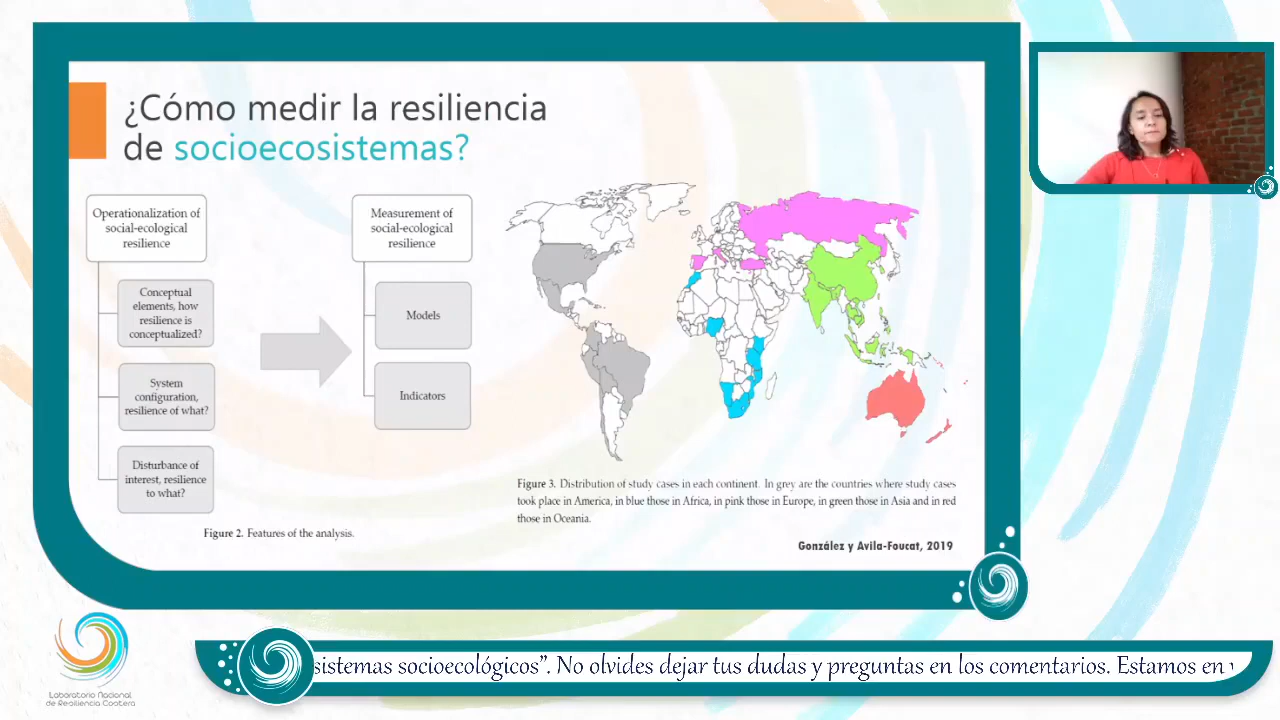 ¿Cómo medir la resiliencia
de socioecosistemas?
Operationalization of
social-ecological
resilience
Conceptual
elements, how
resilience is
conceptualized?
System
configuration,
resilience of what?
Disturbance of
interest, resilience
to what?
Measurement of
social-ecological
resilience
Models
Indicators
Figure 2. Features of the analysis.
Figure 3. Distribution of study cases in each continent. In grey are the countries where study cases
took place in America, in blue those in Africa, in pink those in Europe, in green those in Asia and in red
those in Oceania.
González y Avila-Foucat, 2019
Laboratorio Nacional
de Resiliencia Costera
sistemas socioecológicos”. No olvides dejar tus dudas y preguntas en los comentarios. Estamos en